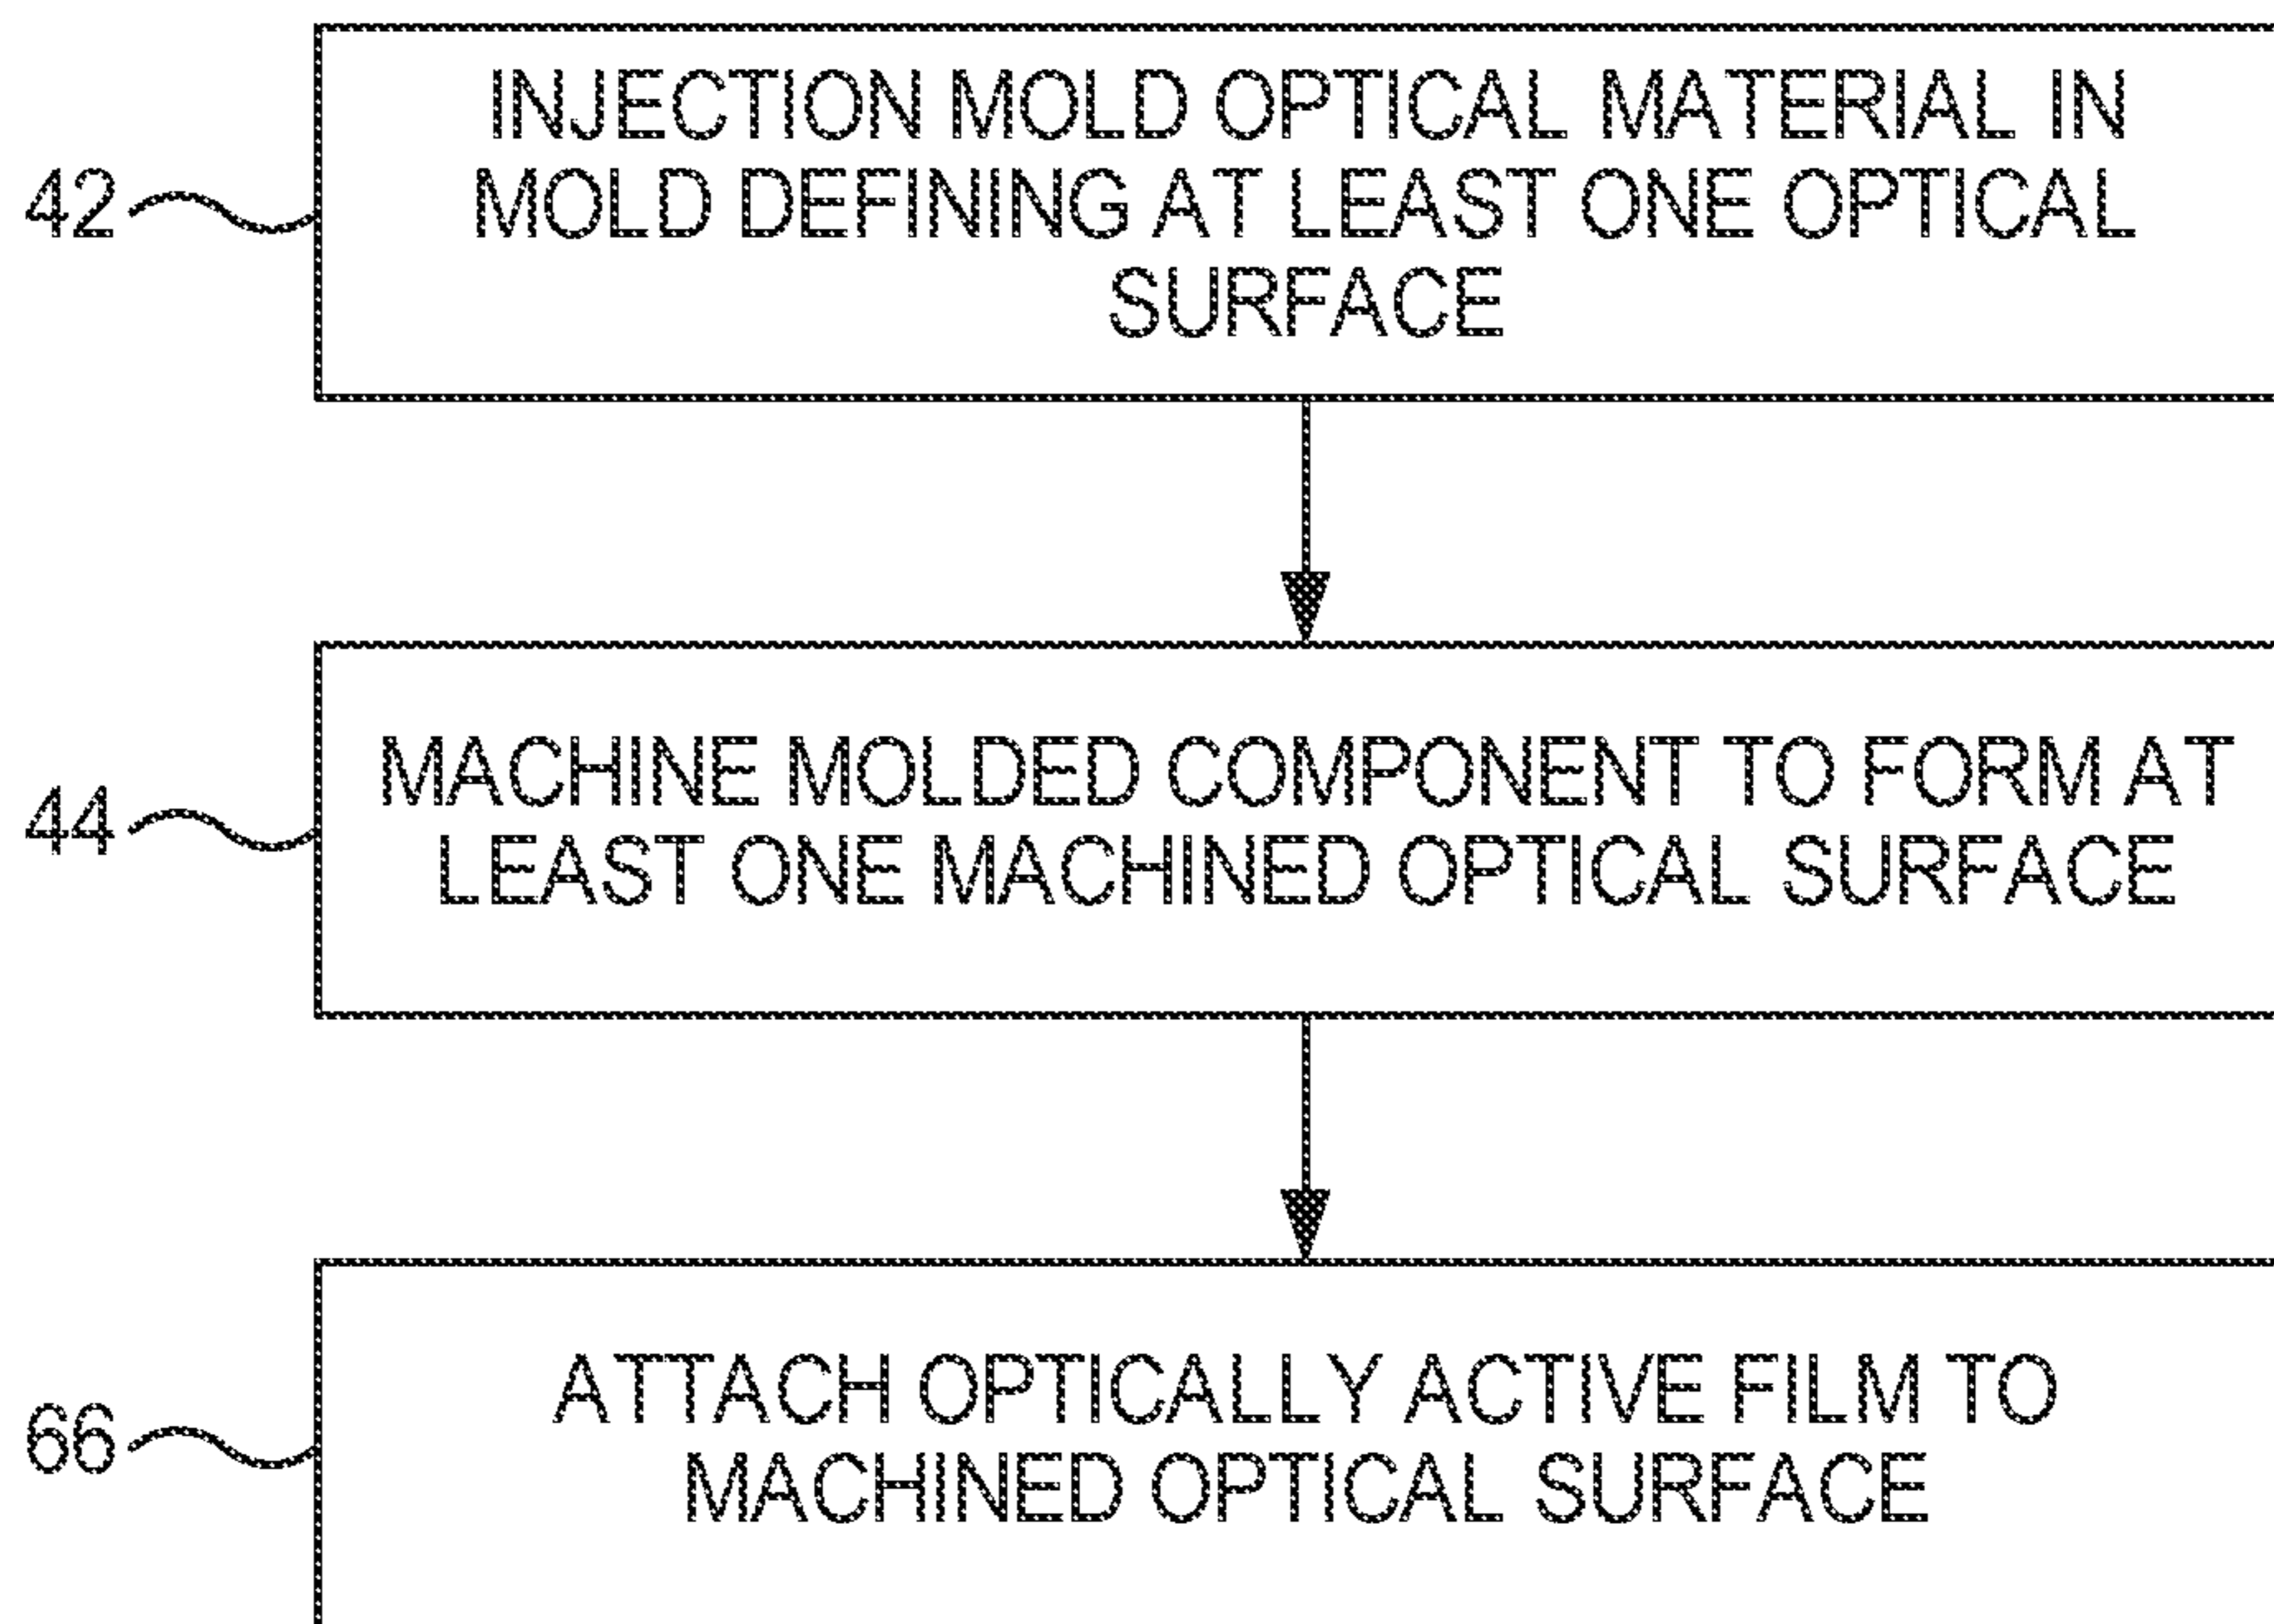 INJECTION MOLD OPTICAL MATERIAL IN
42 MOLD DEFINING AT LEAST ONE OPTICAL
SURFACE
MACHINE MOLDED COMPONENT TO FORM AT
44 LEAST ONE MACHINED OPTICAL SURFACE
ATTACH OPTICALLY ACTIVE FILM TO
66 MACHINED OPTICAL SURFACE